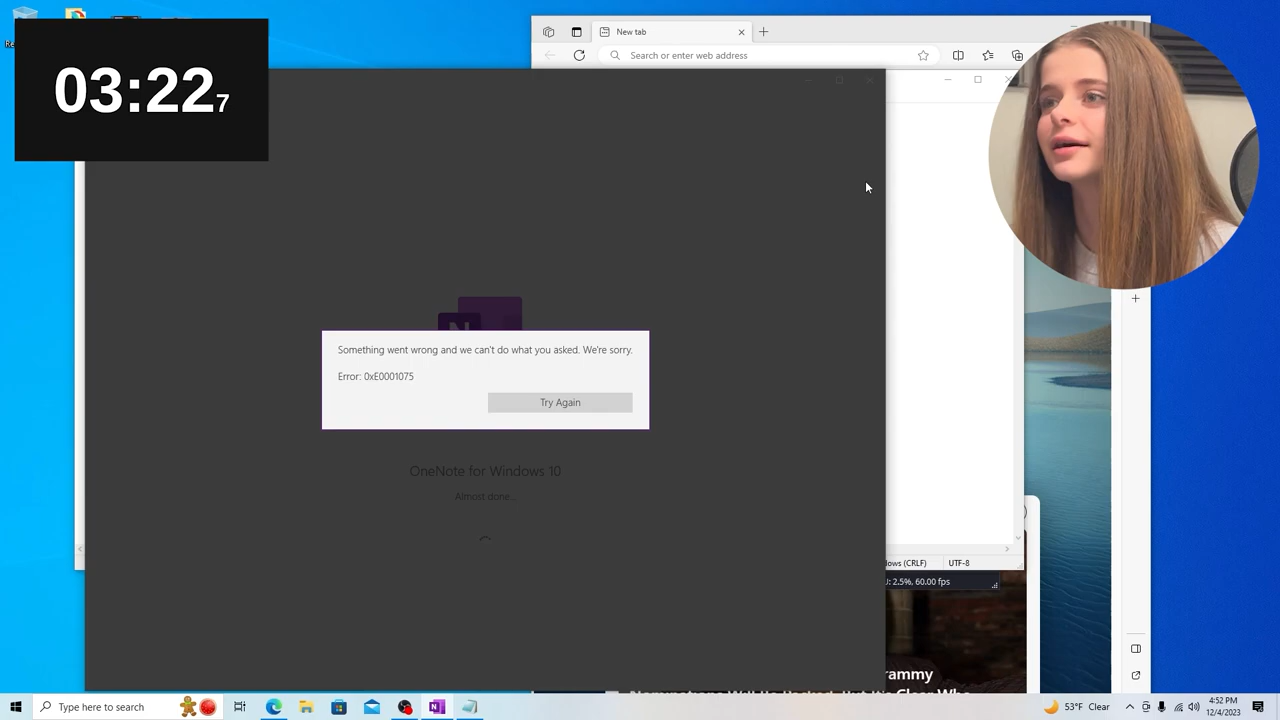 03:227
New tab
Search or enter web address
N
Something went wrong and we can't do what you asked. We're sorry.
Error: 0xE0001075
Try Again
OneNote for Windows 10
Almost done...
(CRLF)
UTF-8
2.5%, 60.00 fps
Type here to search
53°F Clear
4:52 PM
12/4/2023